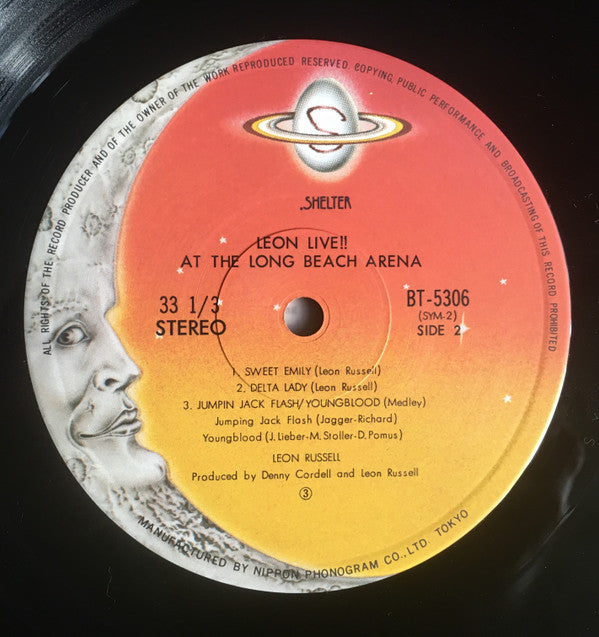 ALL RIGHTS OF THE RECORD PRODUCER AND OF THE OWNER OF THE WORK REPRODUCED RESERVED. COPYING, PUBLIC PERFORMANCE AND BROADCASTING OF THIS RECORD PROHIBITED
S
.SHELTER
LEON LIVE!!
AT THE LONG BEACH ARENA
33 1/3
STEREO
BT-5306
(SYM-2)
SIDE 2
1. SWEET EMILY (Leon Russell)
2. DELTA LADY (Leon Russell)
3. JUMPIN JACK FLASH/YOUNGBLOOD (Medley)
Jumping Jack Flash (Jagger-Richard)
Youngblood (J.Lieber-M.Stoller-D.Pomus)
LEON RUSSELL
Produced by Denny Cordell and Leon Russell
③
MANUFACTURED BY NIPPON PHONOGRAM CO., LTD. TOKYO